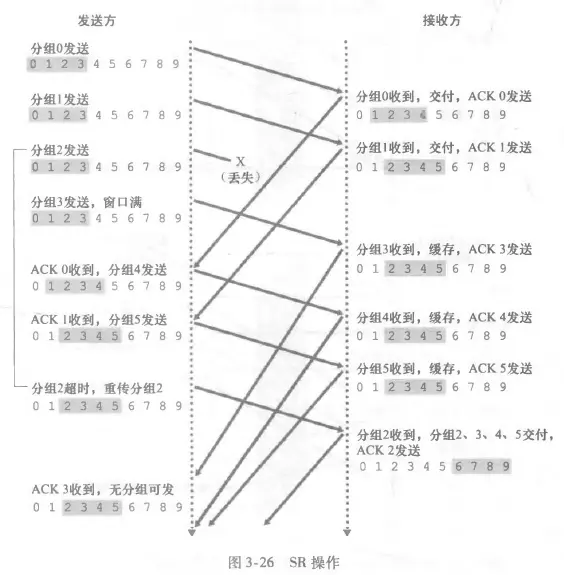 发送方
接收方
分组0发送
0 1 2 3 4 5 6 7 8 9
分组0收到，交付，ACK 0发送
0 1 2 3 4 5 6 7 8 9
分组1发送
0 1 2 3 4 5 6 7 8 9
分组1收到，交付，ACK 1发送
0 1 2 3 4 5 6 7 8 9
分组2发送
0 1 2 3 4 5 6 7 8 9
X
（丢失）
分组3发送，窗口满
0 1 2 3 4 5 6 7 8 9
分组3收到，缓存，ACK 3发送
0 1 2 3 4 5 6 7 8 9
ACK 0收到，分组4发送
0 1 2 3 4 5 6 7 8 9
分组4收到，缓存，ACK 4发送
0 1 2 3 4 5 6 7 8 9
ACK 1收到，分组5发送
0 1 2 3 4 5 6 7 8 9
分组5收到，缓存，ACK 5发送
0 1 2 3 4 5 6 7 8 9
分组2超时，重传分组2
0 1 2 3 4 5 6 7 8 9
分组2收到，分组2、3、4、5交付，
ACK 2发送
0 1 2 3 4 5 6 7 8 9
ACK 3收到，无分组可发
0 1 2 3 4 5 6 7 8 9
图 3-26 SR 操作